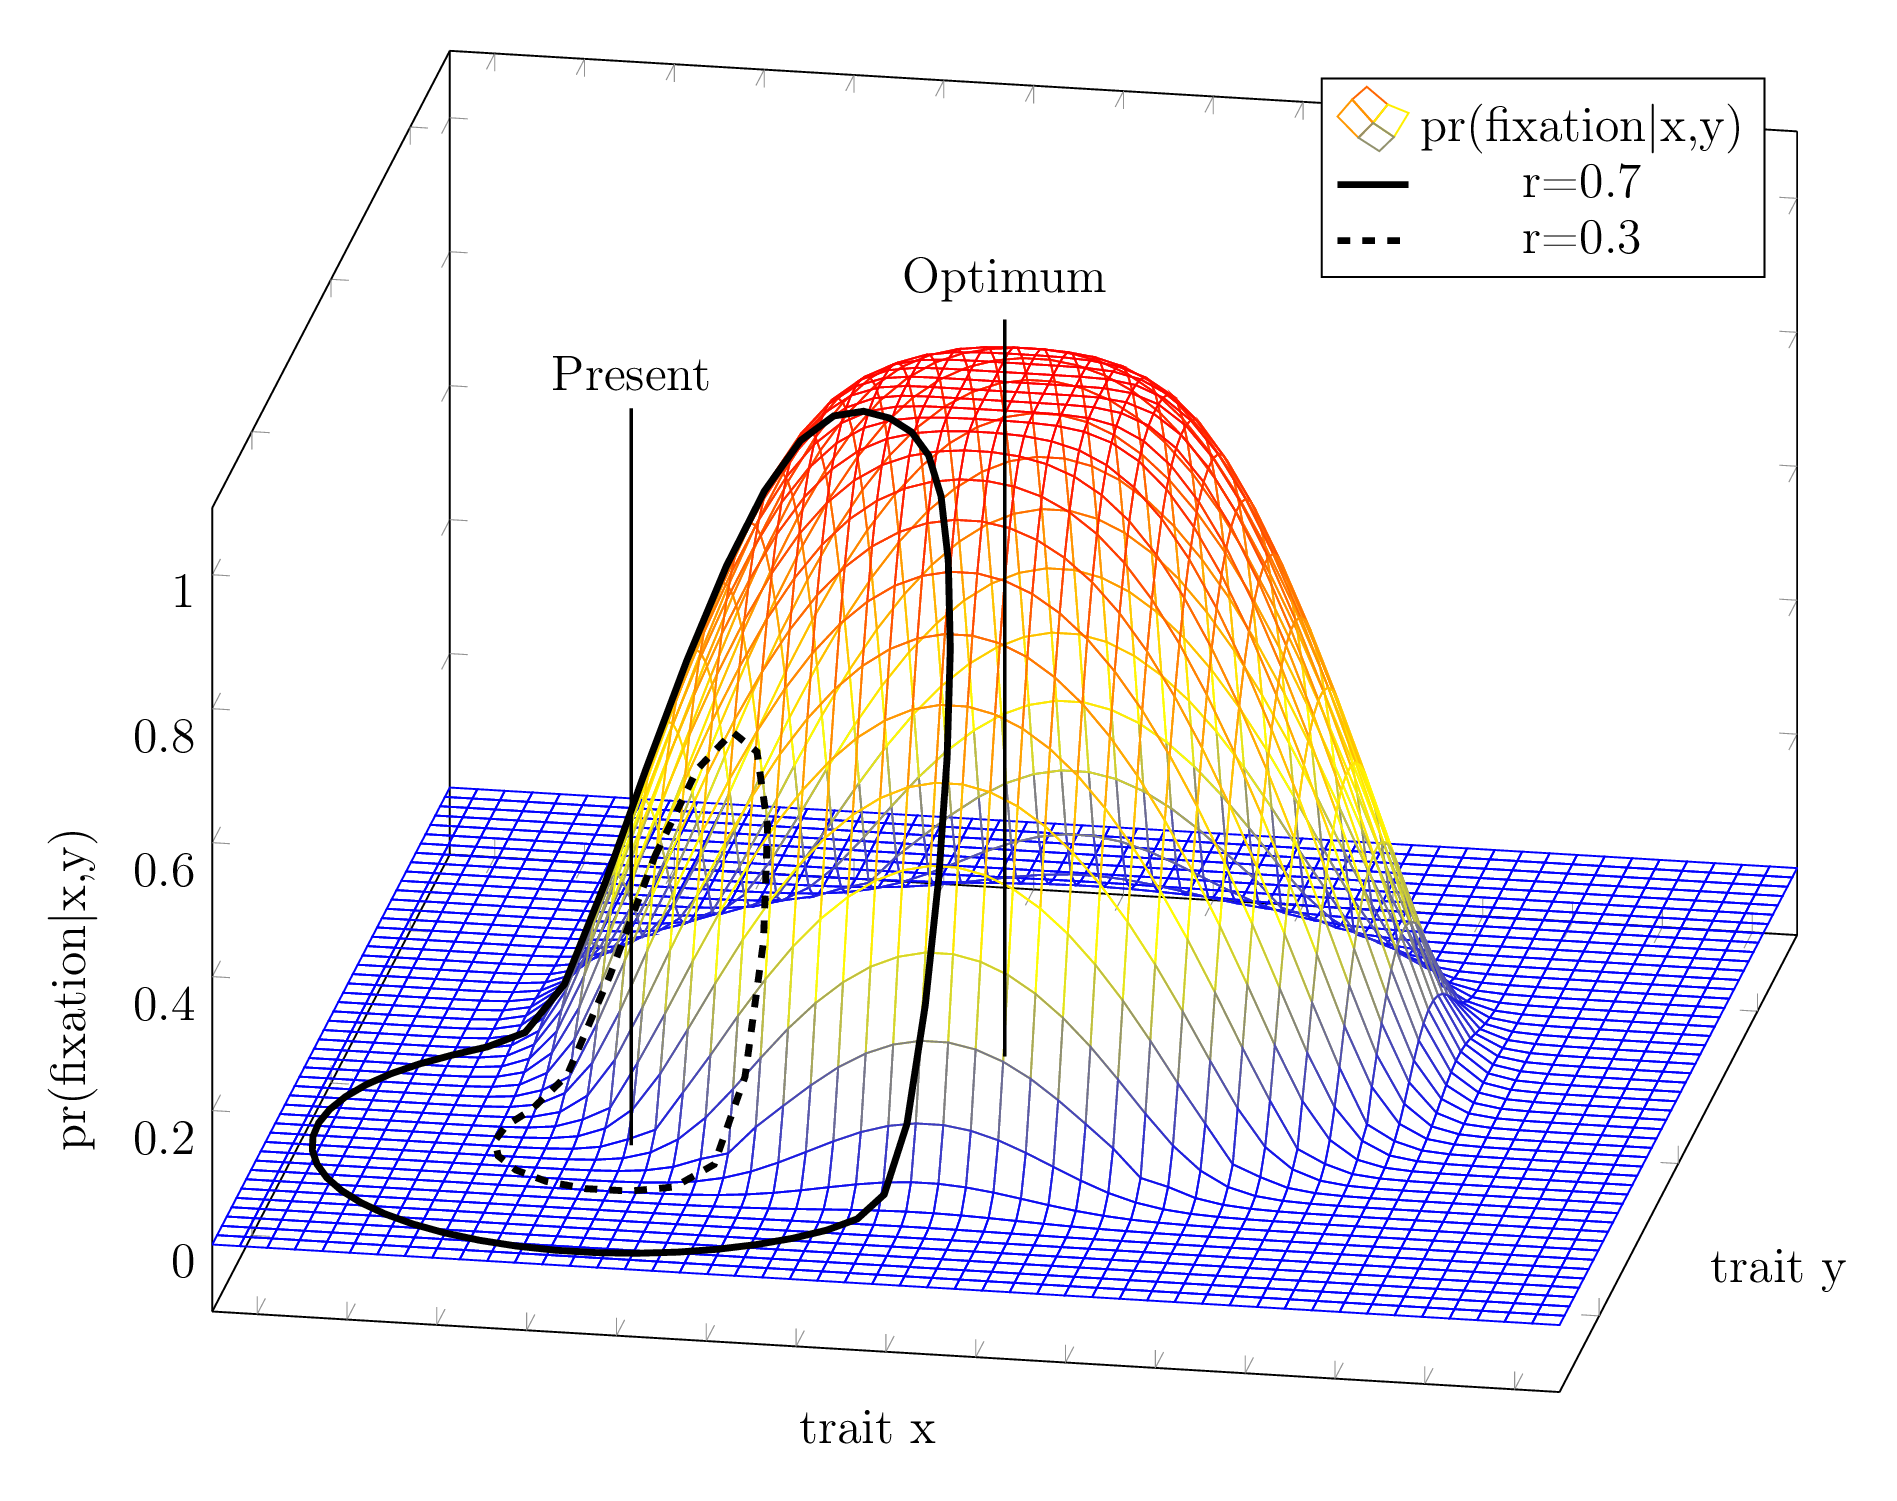 pr(fixation|x,y)
r=0.7
r=0.3
Optimum
Present
1
0.8
0.6
0.4
0.2
0
pr(fixation|x,y)
trait y
trait x